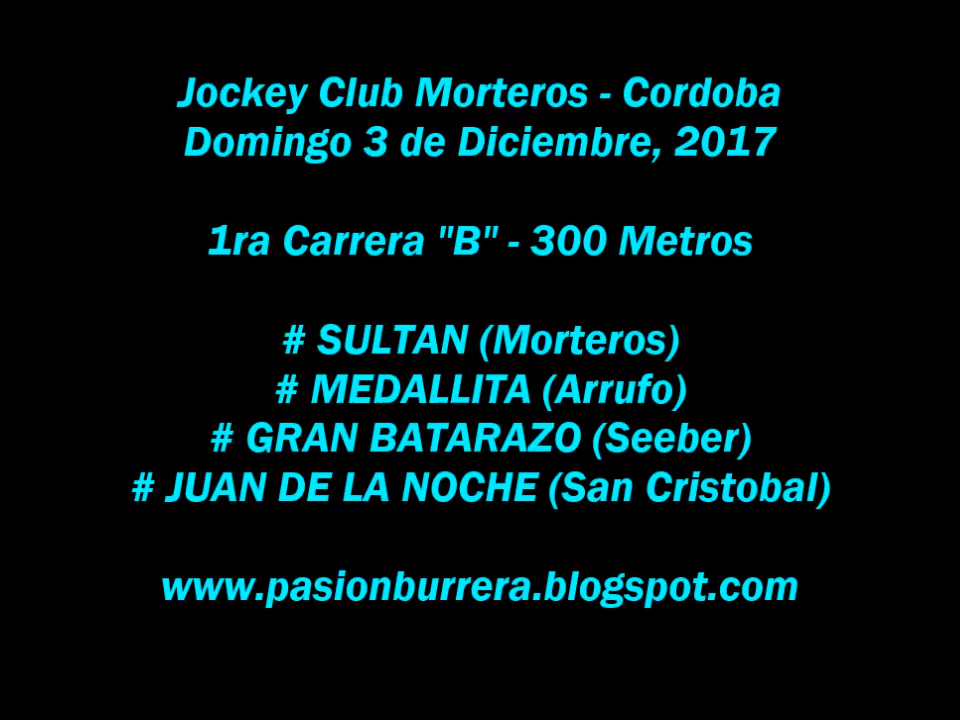 Jockey Club Morteros - Cordoba
Domingo 3 de Diciembre, 2017
1ra Carrera "B" - 300 Metros
# SULTAN (Morteros)
# MEDALLITA (Arrufo)
# GRAN BATARAZO (Seeber)
# JUAN DE LA NOCHE (San Cristobal)
www.pasionburrera.blogspot.com